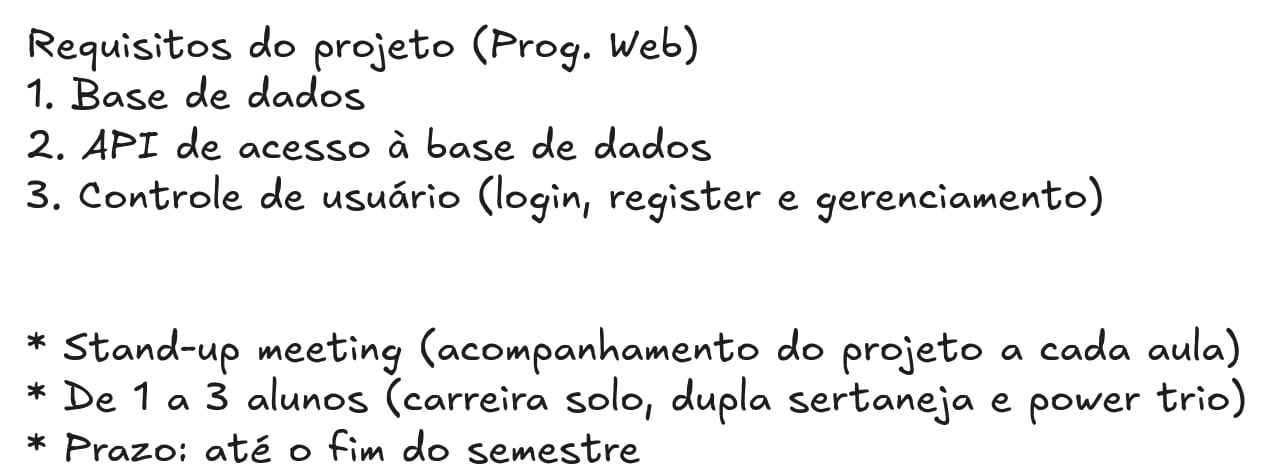 Requisitos do projeto (Prog. Web)
1. Base de dados
2. API de acesso à base de dados
3. Controle de usuário (login, register e gerenciamento)
* Stand-up meeting (acompanhamento do projeto a cada aula)
* De 1 a 3 alunos (carreira solo, dupla sertaneja e power trio)
* Prazo: até o fim do semestre